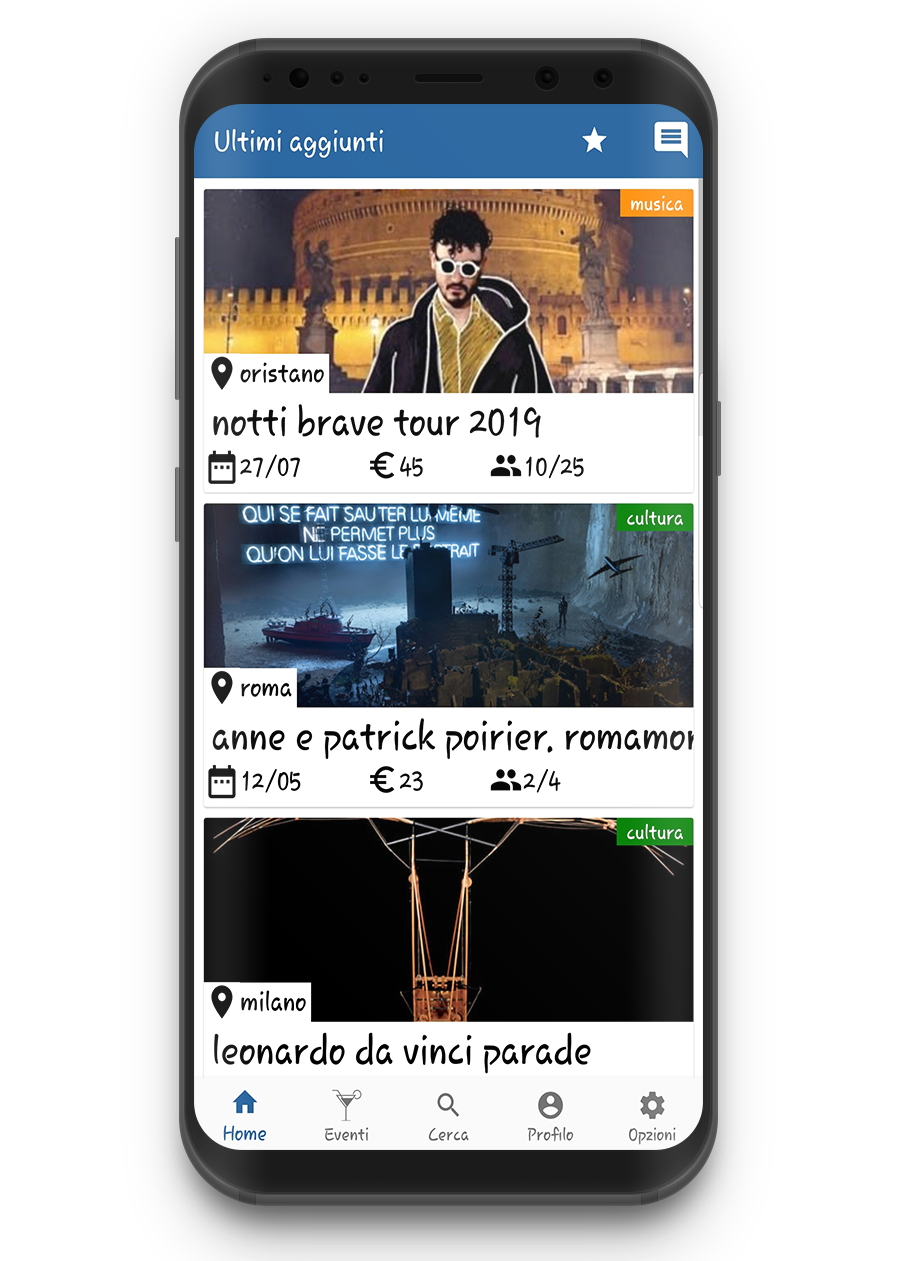 Ultimi aggiunti
musica
oristano
notti brave tour 2019
27/07 €45 10/25
QUI SE FAIT SAUTER LUI-MÊME
NE PERMET PLUS
QU'ON LUI FASSE LE
cultura
roma
anne e patrick poirier. romamor
12/05 €23 2/4
cultura
milano
leonardo da vinci parade
Home Eventi Cerca Profilo Opzioni